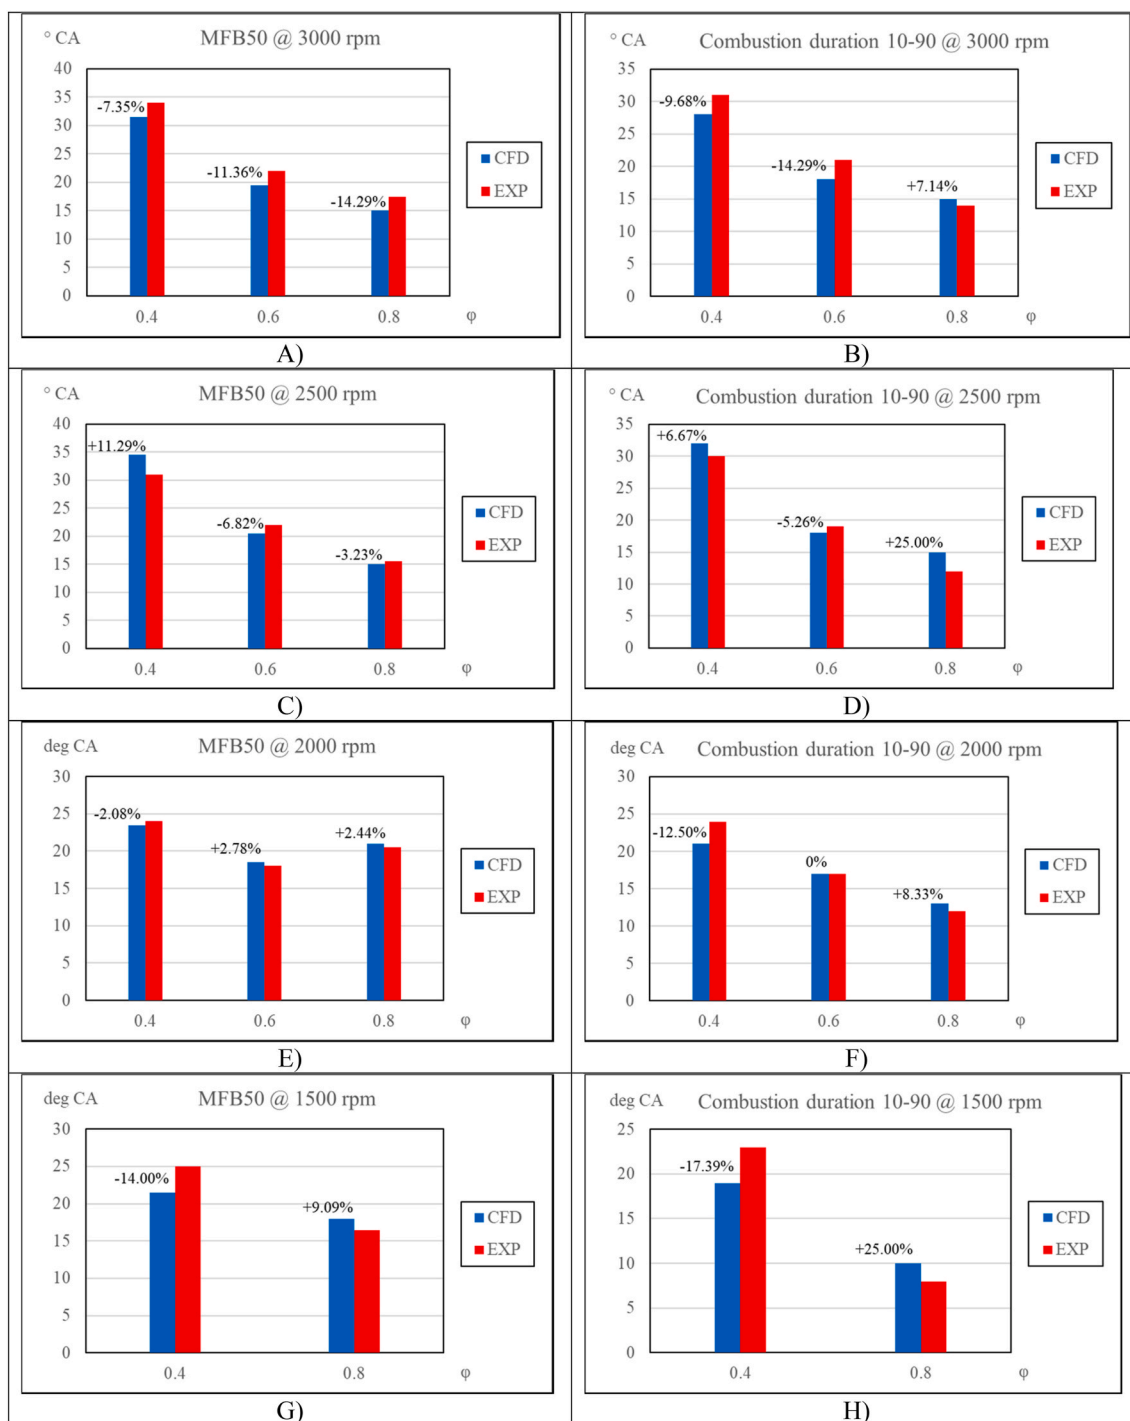 ° CA MFB50 @ 3000 rpm
40
35
30
25
20
15
10
5
0
-7.35%
-11.36%
-14.29%
0.4 0.6 0.8 φ
CFD
EXP
A)
° CA Combustion duration 10-90 @ 3000 rpm
35
30
25
20
15
10
5
0
-9.68%
-14.29%
+7.14%
0.4 0.6 0.8 φ
CFD
EXP
B)
° CA MFB50 @ 2500 rpm
40
35
30
25
20
15
10
5
0
+11.29%
-6.82%
-3.23%
0.4 0.6 0.8 φ
CFD
EXP
C)
° CA Combustion duration 10-90 @ 2500 rpm
35
30
25
20
15
10
5
0
+6.67%
-5.26%
+25.00%
0.4 0.6 0.8 φ
CFD
EXP
D)
deg CA MFB50 @ 2000 rpm
30
25
20
15
10
5
0
-2.08%
+2.78%
+2.44%
0.4 0.6 0.8 φ
CFD
EXP
E)
deg CA Combustion duration 10-90 @ 2000 rpm
30
25
20
15
10
5
0
-12.50%
0%
+8.33%
0.4 0.6 0.8 φ
CFD
EXP
F)
deg CA MFB50 @ 1500 rpm
30
25
20
15
10
5
0
-14.00%
+9.09%
0.4 0.8 φ
CFD
EXP
G)
deg CA Combustion duration 10-90 @ 1500 rpm
25
20
15
10
5
0
-17.39%
+25.00%
0.4 0.8 φ
CFD
EXP
H)